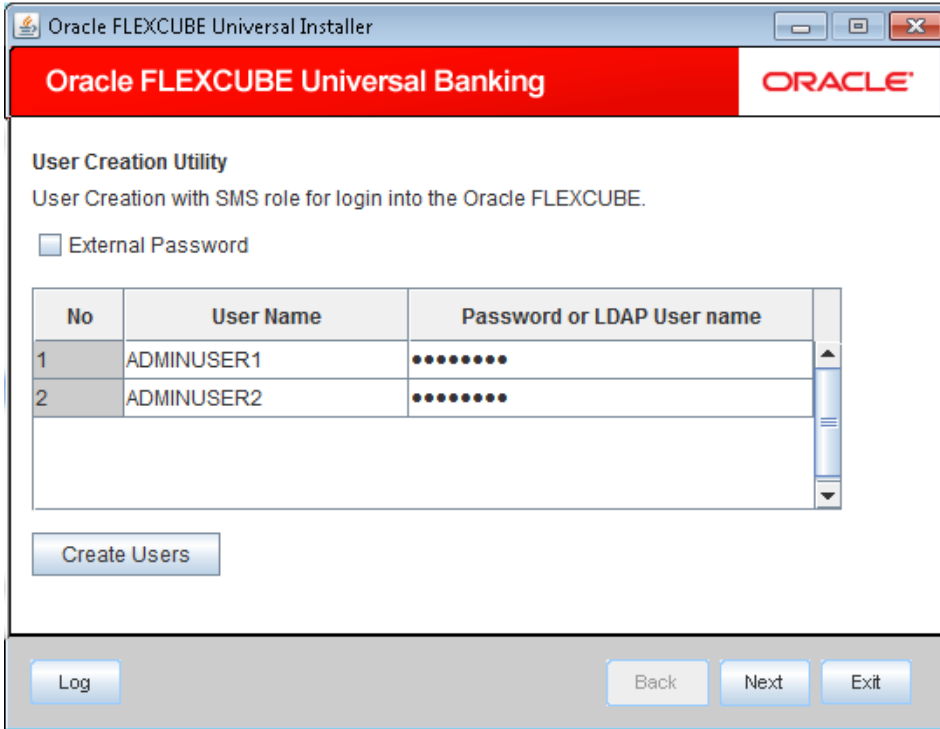 Oracle FLEXCUBE Universal Installer
Oracle FLEXCUBE Universal Banking
ORACLE
User Creation Utility
User Creation with SMS role for login into the Oracle FLEXCUBE.
External Password
No User Name Password or LDAP User name
1 ADMINUSER1 ••••••••
2 ADMINUSER2 ••••••••
Create Users
Log Back Next Exit